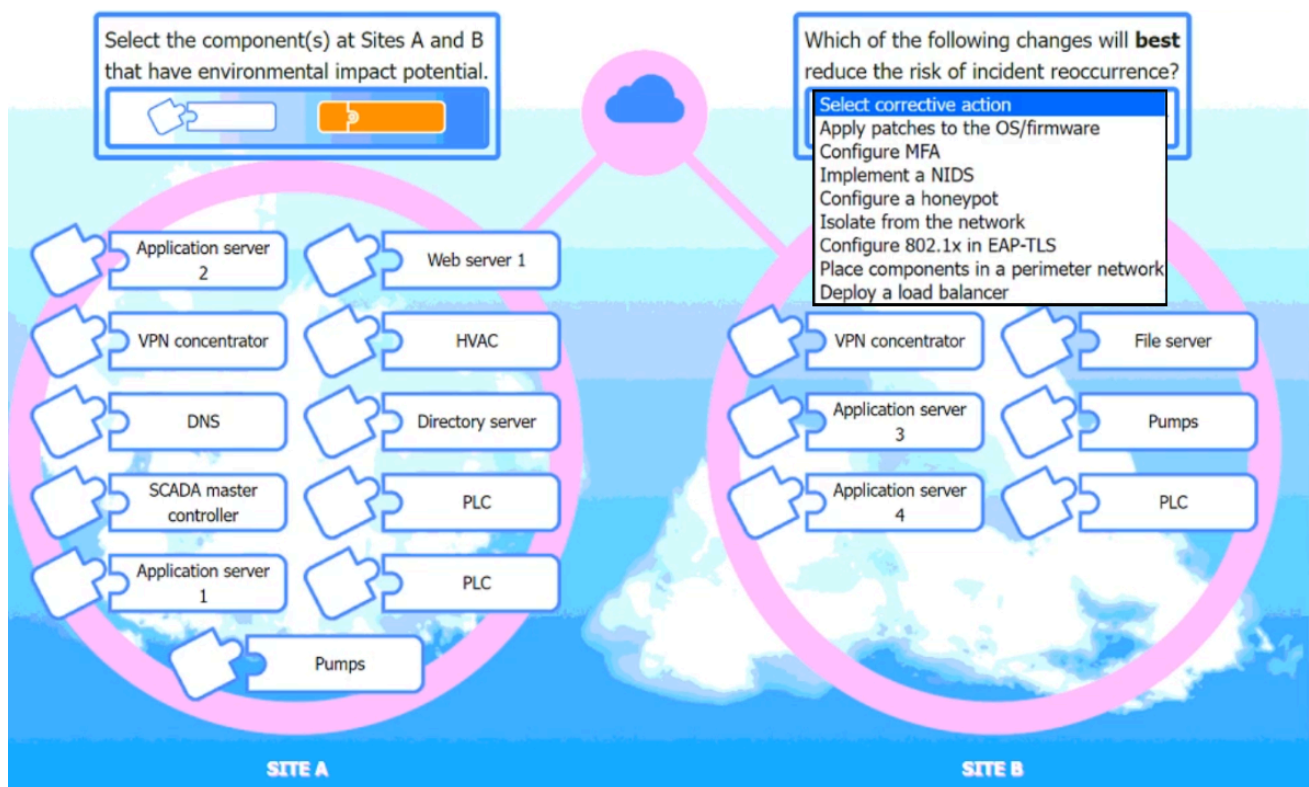 Select the component(s) at Sites A and B
that have environmental impact potential.
Which of the following changes will best
reduce the risk of incident reoccurrence?
Select corrective action
Apply patches to the OS/firmware
Configure MFA
Implement a NIDS
Configure a honeypot
Isolate from the network
Configure 802.1x in EAP-TLS
Place components in a perimeter network
Deploy a load balancer
Application server
2
Web server 1
VPN concentrator
HVAC
DNS
Directory server
SCADA master
controller
PLC
Application server
1
PLC
Pumps
VPN concentrator
File server
Application server
3
Pumps
Application server
4
PLC
SITE A
SITE B